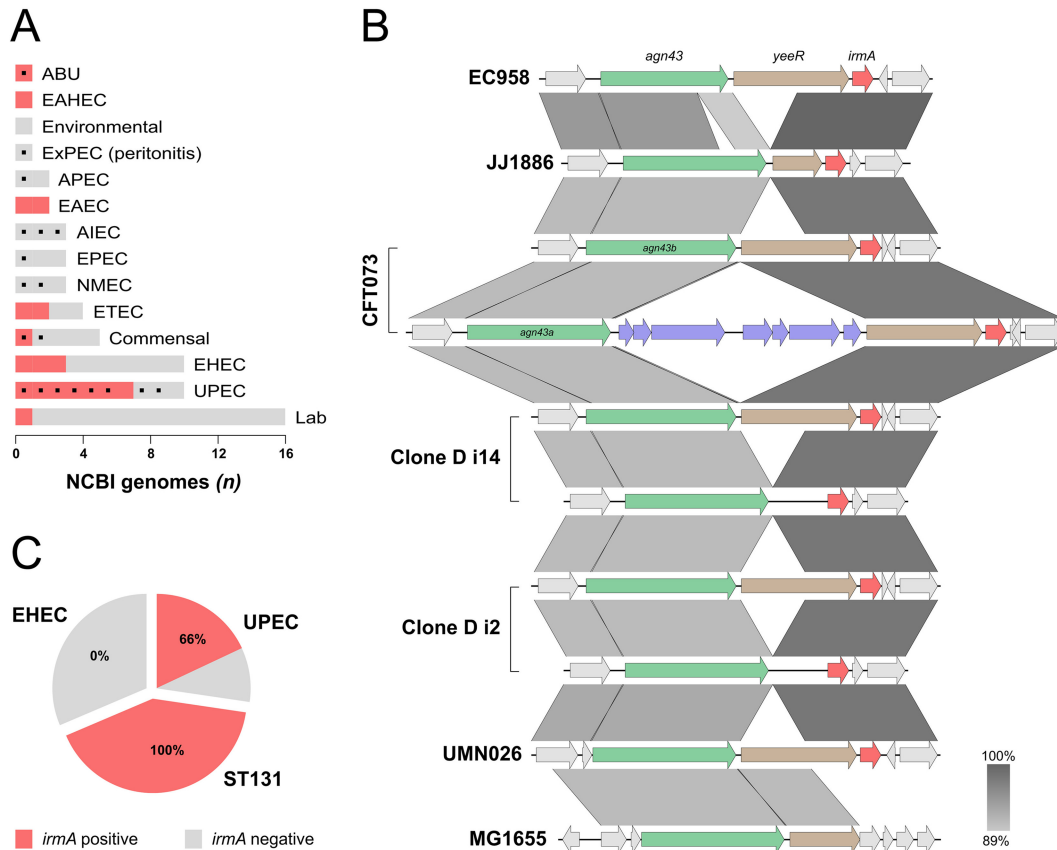 A
ABU
EAHEC
Environmental
ExPEC (peritonitis)
APEC
EAEC
AIEC
EPEC
NMEC
ETEC
Commensal
EHEC
UPEC
Lab
0 4 8 12 16
NCBI genomes (n)
B
agn43 yeeR irmA
EC958
JJ1886
agn43b
CFT073
agn43a
Clone D i14
Clone D i2
UMN026
MG1655
100%
89%
C
EHEC
UPEC
0%
66%
100%
ST131
irmA positive irmA negative